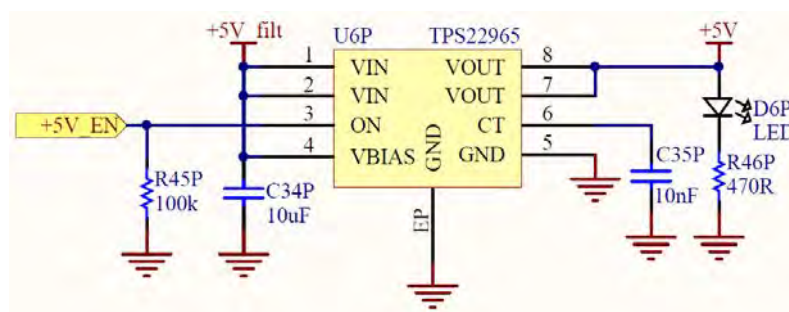 +5V_filt
U6P
TPS22965
+5V
1
VIN
VOUT
8
2
VIN
VOUT
7
+5V_EN
3
ON
CT
6
4
VBIAS
GND
GND
5
D6P
LED
R45P
100k
C34P
10uF
EP
C35P
10nF
R46P
470R